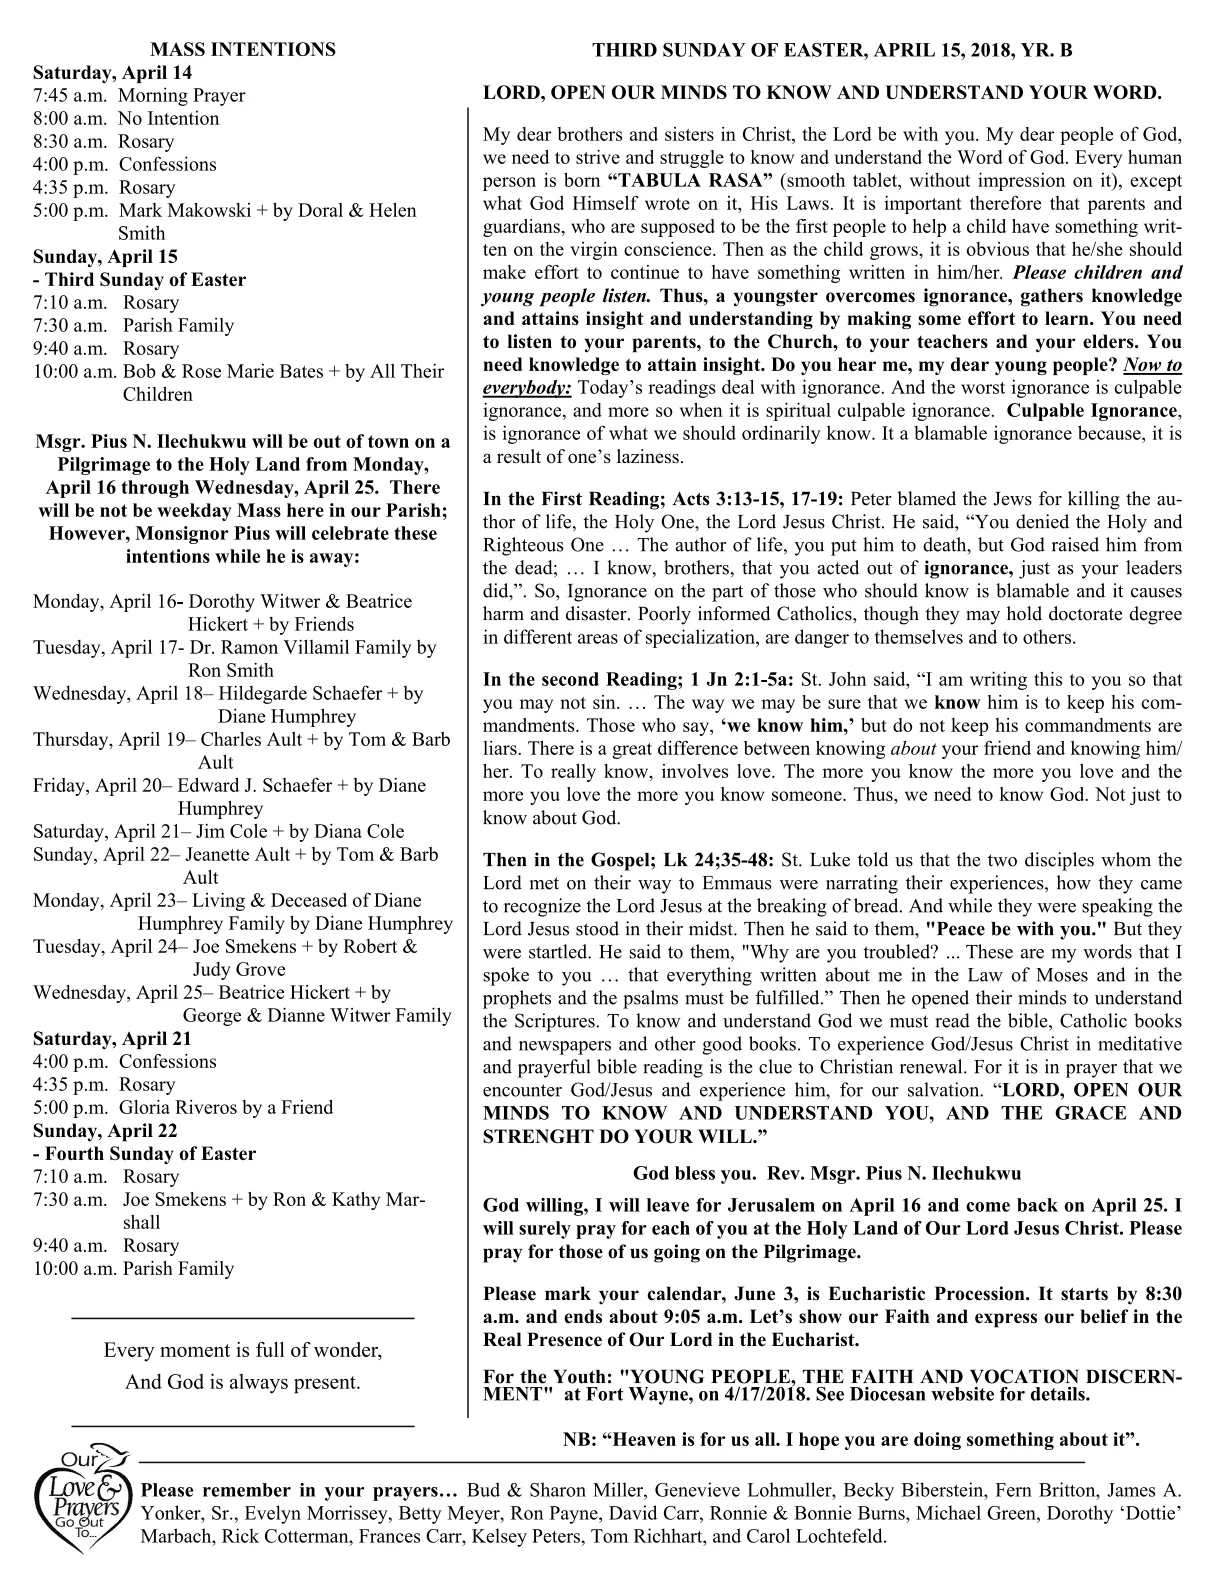 MASS INTENTIONS
Saturday, April 14
7:45 a.m. Morning Prayer
8:00 a.m. No Intention
8:30 a.m. Rosary
4:00 p.m. Confessions
4:35 p.m. Rosary
5:00 p.m. Mark Makowski + by Doral & Helen
Smith
Sunday, April 15
- Third Sunday of Easter
7:10 a.m. Rosary
7:30 a.m. Parish Family
9:40 a.m. Rosary
10:00 a.m. Bob & Rose Marie Bates + by All Their
Children
Msgr. Pius N. Ilechukwu will be out of town on a
Pilgrimage to the Holy Land from Monday,
April 16 through Wednesday, April 25. There
will be not be weekday Mass here in our Parish;
However, Monsignor Pius will celebrate these
intentions while he is away:
Monday, April 16- Dorothy Witwer & Beatrice
Hickert + by Friends
Tuesday, April 17- Dr. Ramon Villamil Family by
Ron Smith
Wednesday, April 18– Hildegarde Schaefer + by
Diane Humphrey
Thursday, April 19– Charles Ault + by Tom & Barb
Ault
Friday, April 20– Edward J. Schaefer + by Diane
Humphrey
Saturday, April 21– Jim Cole + by Diana Cole
Sunday, April 22– Jeanette Ault + by Tom & Barb
Ault
Monday, April 23– Living & Deceased of Diane
Humphrey Family by Diane Humphrey
Tuesday, April 24– Joe Smekens + by Robert &
Judy Grove
Wednesday, April 25– Beatrice Hickert + by
George & Dianne Witwer Family
Saturday, April 21
4:00 p.m. Confessions
4:35 p.m. Rosary
5:00 p.m. Gloria Riveros by a Friend
Sunday, April 22
- Fourth Sunday of Easter
7:10 a.m. Rosary
7:30 a.m. Joe Smekens + by Ron & Kathy Mar-
shall
9:40 a.m. Rosary
10:00 a.m. Parish Family
Every moment is full of wonder,
And God is always present.
THIRD SUNDAY OF EASTER, APRIL 15, 2018, YR. B
LORD, OPEN OUR MINDS TO KNOW AND UNDERSTAND YOUR WORD.
My dear brothers and sisters in Christ, the Lord be with you. My dear people of God,
we need to strive and struggle to know and understand the Word of God. Every human
person is born “TABULA RASA” (smooth tablet, without impression on it), except
what God Himself wrote on it, His Laws. It is important therefore that parents and
guardians, who are supposed to be the first people to help a child have something writ-
ten on the virgin conscience. Then as the child grows, it is obvious that he/she should
make effort to continue to have something written in him/her. Please children and
young people listen. Thus, a youngster overcomes ignorance, gathers knowledge
and attains insight and understanding by making some effort to learn. You need
to listen to your parents, to the Church, to your teachers and your elders. You
need knowledge to attain insight. Do you hear me, my dear young people? Now to
everybody: Today’s readings deal with ignorance. And the worst ignorance is culpable
ignorance, and more so when it is spiritual culpable ignorance. Culpable Ignorance,
is ignorance of what we should ordinarily know. It a blamable ignorance because, it is
a result of one’s laziness.
In the First Reading; Acts 3:13-15, 17-19: Peter blamed the Jews for killing the au-
thor of life, the Holy One, the Lord Jesus Christ. He said, “You denied the Holy and
Righteous One … The author of life, you put him to death, but God raised him from
the dead; … I know, brothers, that you acted out of ignorance, just as your leaders
did,”. So, Ignorance on the part of those who should know is blamable and it causes
harm and disaster. Poorly informed Catholics, though they may hold doctorate degree
in different areas of specialization, are danger to themselves and to others.
In the second Reading; 1 Jn 2:1-5a: St. John said, “I am writing this to you so that
you may not sin. … The way we may be sure that we know him is to keep his com-
mandments. Those who say, ‘we know him,’ but do not keep his commandments are
liars. There is a great difference between knowing about your friend and knowing him/
her. To really know, involves love. The more you know the more you love and the
more you love the more you know someone. Thus, we need to know God. Not just to
know about God.
Then in the Gospel; Lk 24;35-48: St. Luke told us that the two disciples whom the
Lord met on their way to Emmaus were narrating their experiences, how they came
to recognize the Lord Jesus at the breaking of bread. And while they were speaking the
Lord Jesus stood in their midst. Then he said to them, "Peace be with you." But they
were startled. He said to them, "Why are you troubled? ... These are my words that I
spoke to you … that everything written about me in the Law of Moses and in the
prophets and the psalms must be fulfilled.” Then he opened their minds to understand
the Scriptures. To know and understand God we must read the bible, Catholic books
and newspapers and other good books. To experience God/Jesus Christ in meditative
and prayerful bible reading is the clue to Christian renewal. For it is in prayer that we
encounter God/Jesus and experience him, for our salvation. “LORD, OPEN OUR
MINDS TO KNOW AND UNDERSTAND YOU, AND THE GRACE AND
STRENGHT DO YOUR WILL.”
God bless you. Rev. Msgr. Pius N. Ilechukwu
God willing, I will leave for Jerusalem on April 16 and come back on April 25. I
will surely pray for each of you at the Holy Land of Our Lord Jesus Christ. Please
pray for those of us going on the Pilgrimage.
Please mark your calendar, June 3, is Eucharistic Procession. It starts by 8:30
a.m. and ends about 9:05 a.m. Let’s show our Faith and express our belief in the
Real Presence of Our Lord in the Eucharist.
For the Youth: "YOUNG PEOPLE, THE FAITH AND VOCATION DISCERN-
MENT" at Fort Wayne, on 4/17/2018. See Diocesan website for details.
NB: “Heaven is for us all. I hope you are doing something about it”.
Our
Love &
Prayers
Go Out
To...
Please remember in your prayers… Bud & Sharon Miller, Genevieve Lohmuller, Becky Biberstein, Fern Britton, James A.
Yonker, Sr., Evelyn Morrissey, Betty Meyer, Ron Payne, David Carr, Ronnie & Bonnie Burns, Michael Green, Dorothy ‘Dottie’
Marbach, Rick Cotterman, Frances Carr, Kelsey Peters, Tom Richhart, and Carol Lochtefeld.